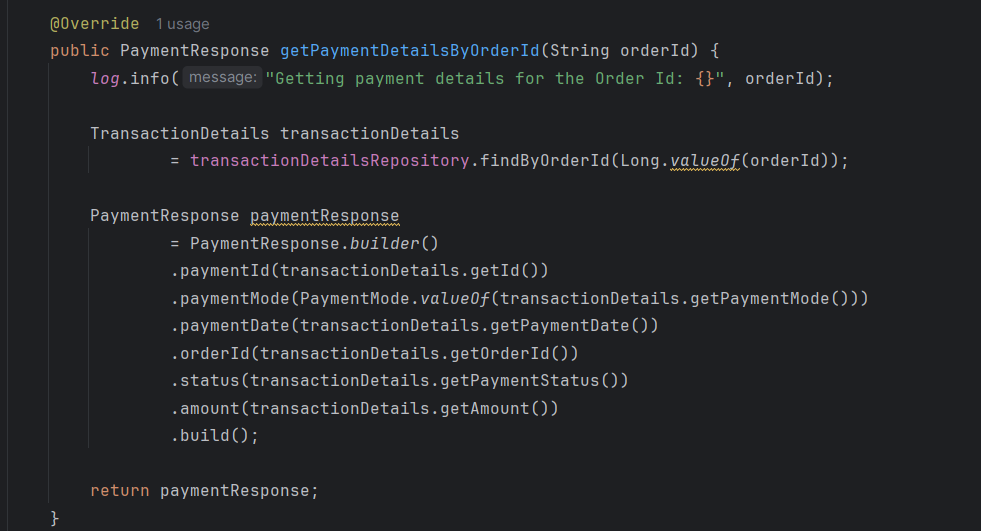 @Override 1 usage
public PaymentResponse getPaymentDetailsByOrderId(String orderId) {
log.info( message: "Getting payment details for the Order Id: {}", orderId);
TransactionDetails transactionDetails
= transactionDetailsRepository.findByOrderId(Long.valueOf(orderId));
PaymentResponse paymentResponse
= PaymentResponse.builder()
.paymentId(transactionDetails.getId())
.paymentMode(PaymentMode.valueOf(transactionDetails.getPaymentMode()))
.paymentDate(transactionDetails.getPaymentDate())
.orderId(transactionDetails.getOrderId())
.status(transactionDetails.getPaymentStatus())
.amount(transactionDetails.getAmount())
.build();
return paymentResponse;
}